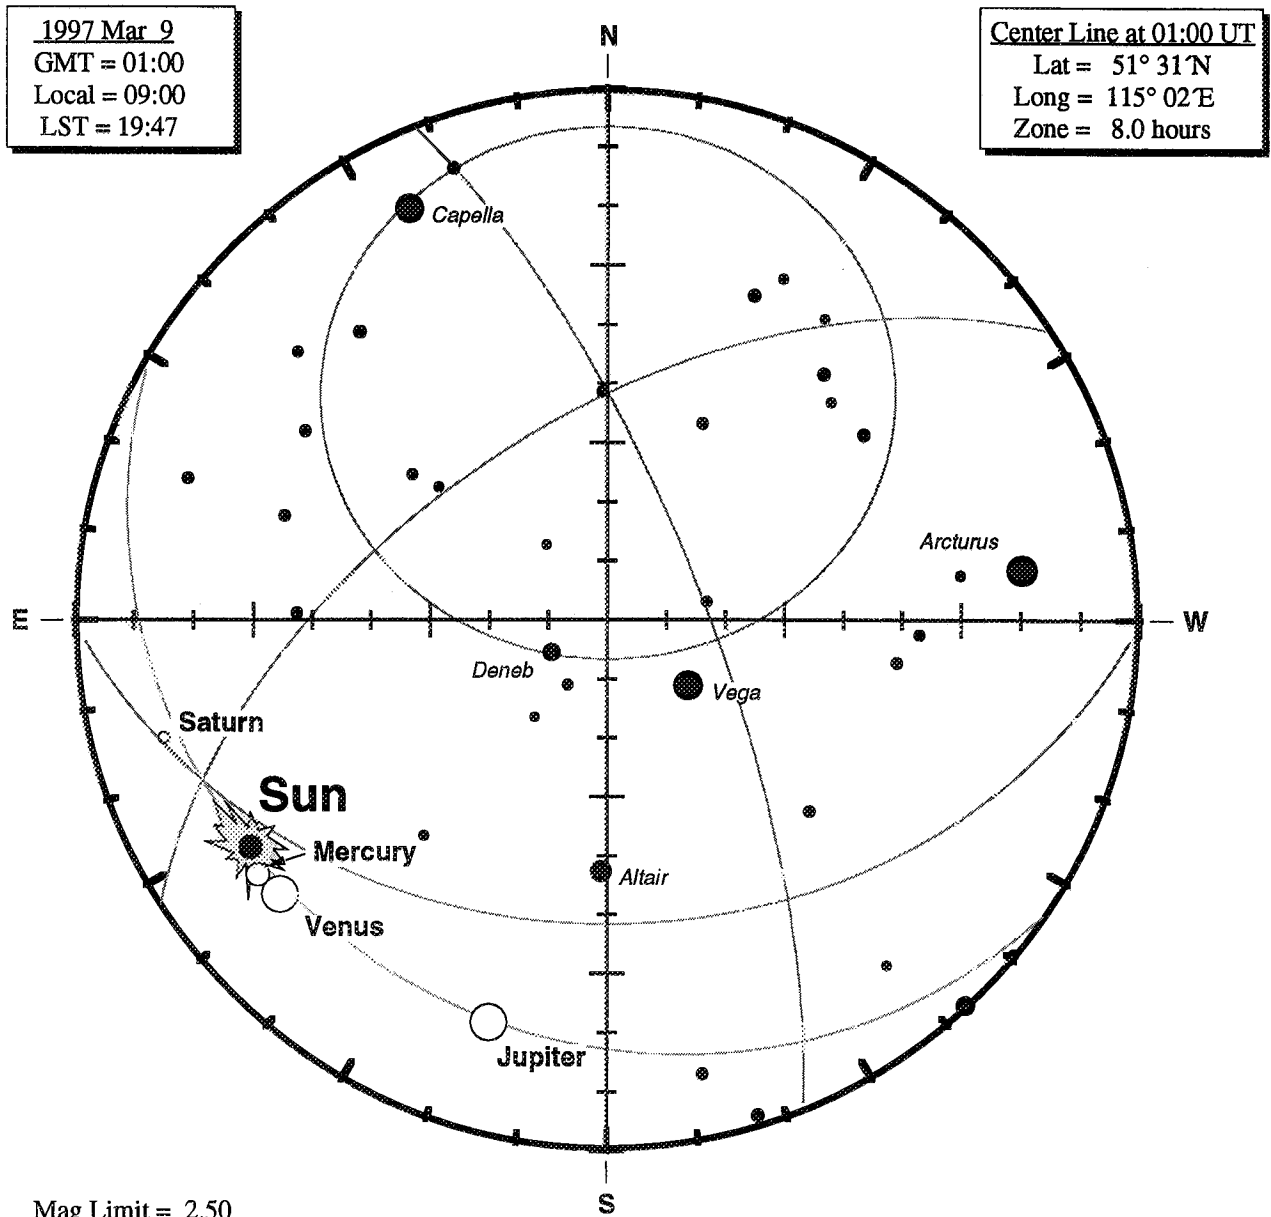 1997 Mar 9
GMT = 01:00
Local = 09:00
LST = 19:47
Center Line at 01:00 UT
Lat = 51° 31′N
Long = 115° 02′E
Zone = 8.0 hours
N
Capella
Arcturus
E
W
Deneb
Vega
Saturn
Sun
Mercury
Altair
Venus
Jupiter
S
Mag Limit = 2.50